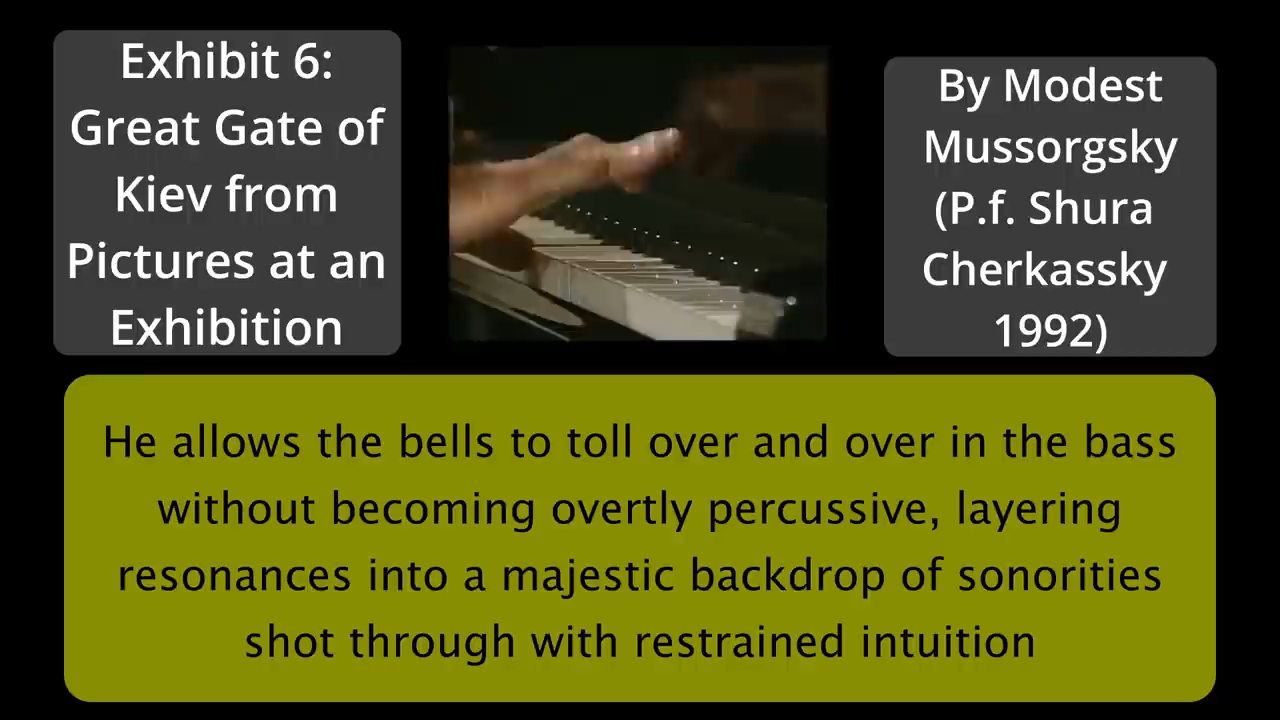 Exhibit 6:
Great Gate of
Kiev from
Pictures at an
Exhibition
By Modest
Mussorgsky
(P.f. Shura
Cherkassky
1992)
He allows the bells to toll over and over in the bass
without becoming overtly percussive, layering
resonances into a majestic backdrop of sonorities
shot through with restrained intuition